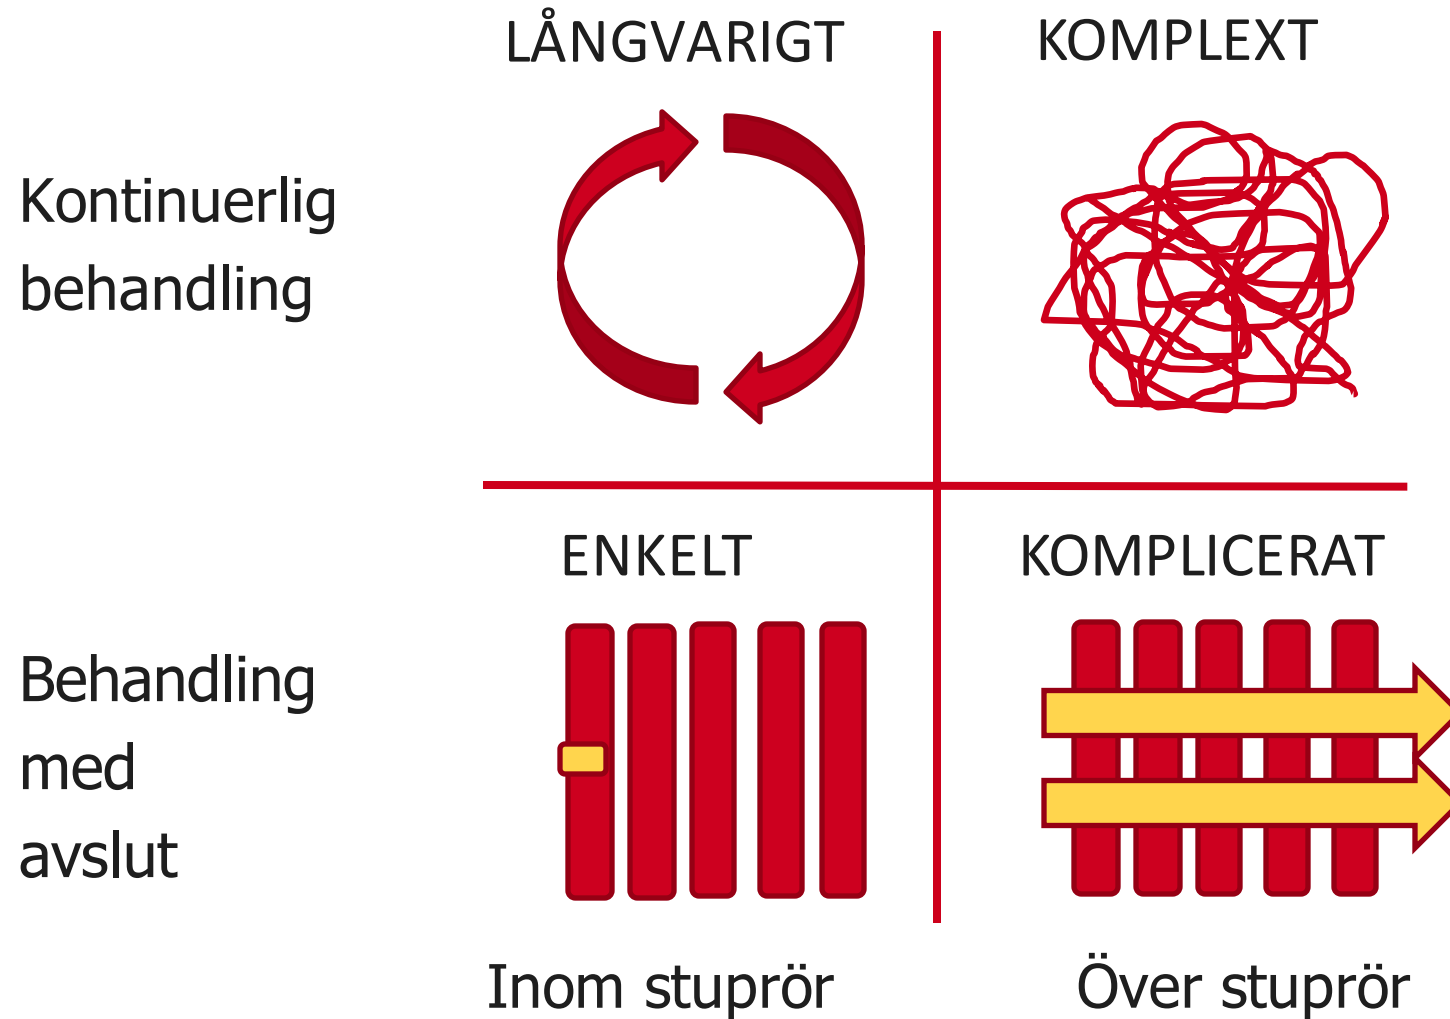 LÅNGVARIGT
KOMPLEXT
Kontinuerlig
behandling
ENKELT
KOMPLICERAT
Behandling
med
avslut
Inom stuprör
Över stuprör